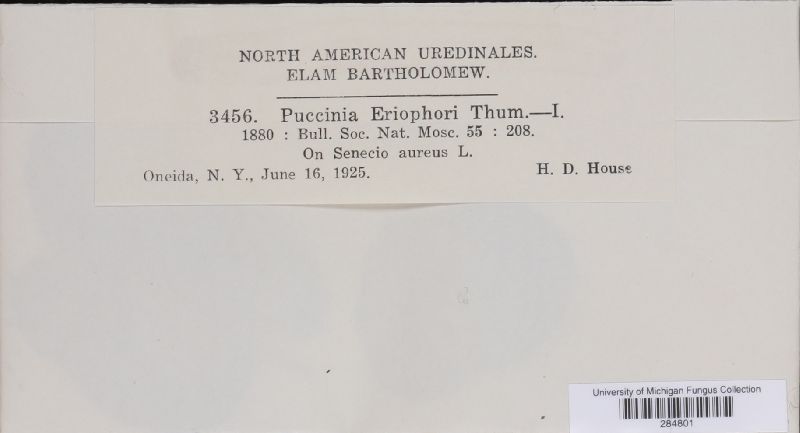 NORTH AMERICAN UREDINALES.
ELAM BARTHOLOMEW.
3456. Puccinia Eriophori Thum.—I.
1880 : Bull. Soc. Nat. Mosc. 55 : 208.
On Senecio aureus L.
Oneida, N. Y., June 16, 1925. H. D. House
University of Michigan Fungus Collection
284801